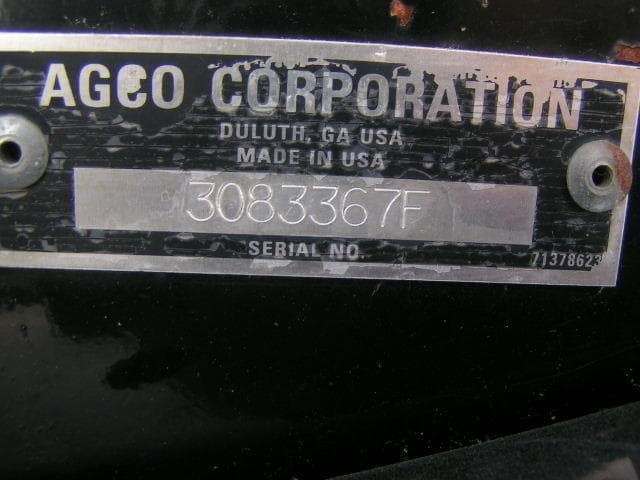 AGCO CORPORATION
DULUTH, GA USA
MADE IN USA
3083367F
SERIAL NO.
71378623